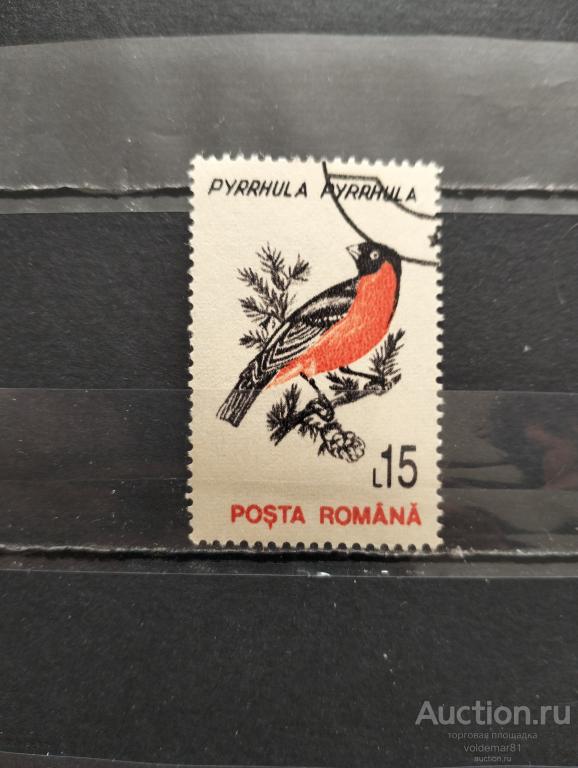 PYRRHULA PYRRHULA
L15
POȘTA ROMÂNĂ
Auction.ru
торговая площадка
voldemar81
auction.ru